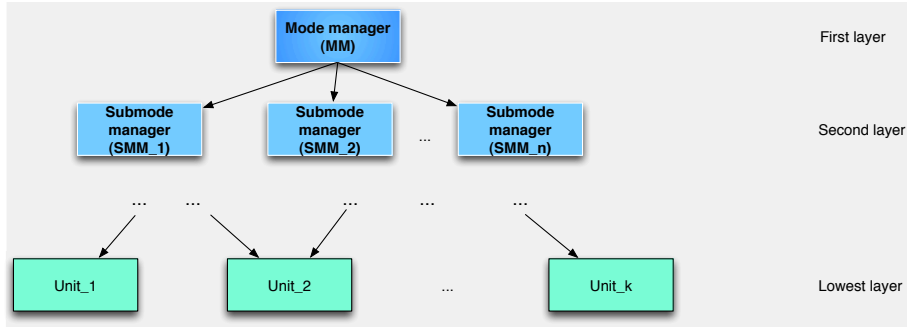 Mode manager
(MM)
First layer
Submode
manager
(SMM_1)
Submode
manager
(SMM_2)
...
Submode
manager
(SMM_n)
Second layer
... ... ... ... ...
Unit_1
Unit_2
...
Unit_k
Lowest layer